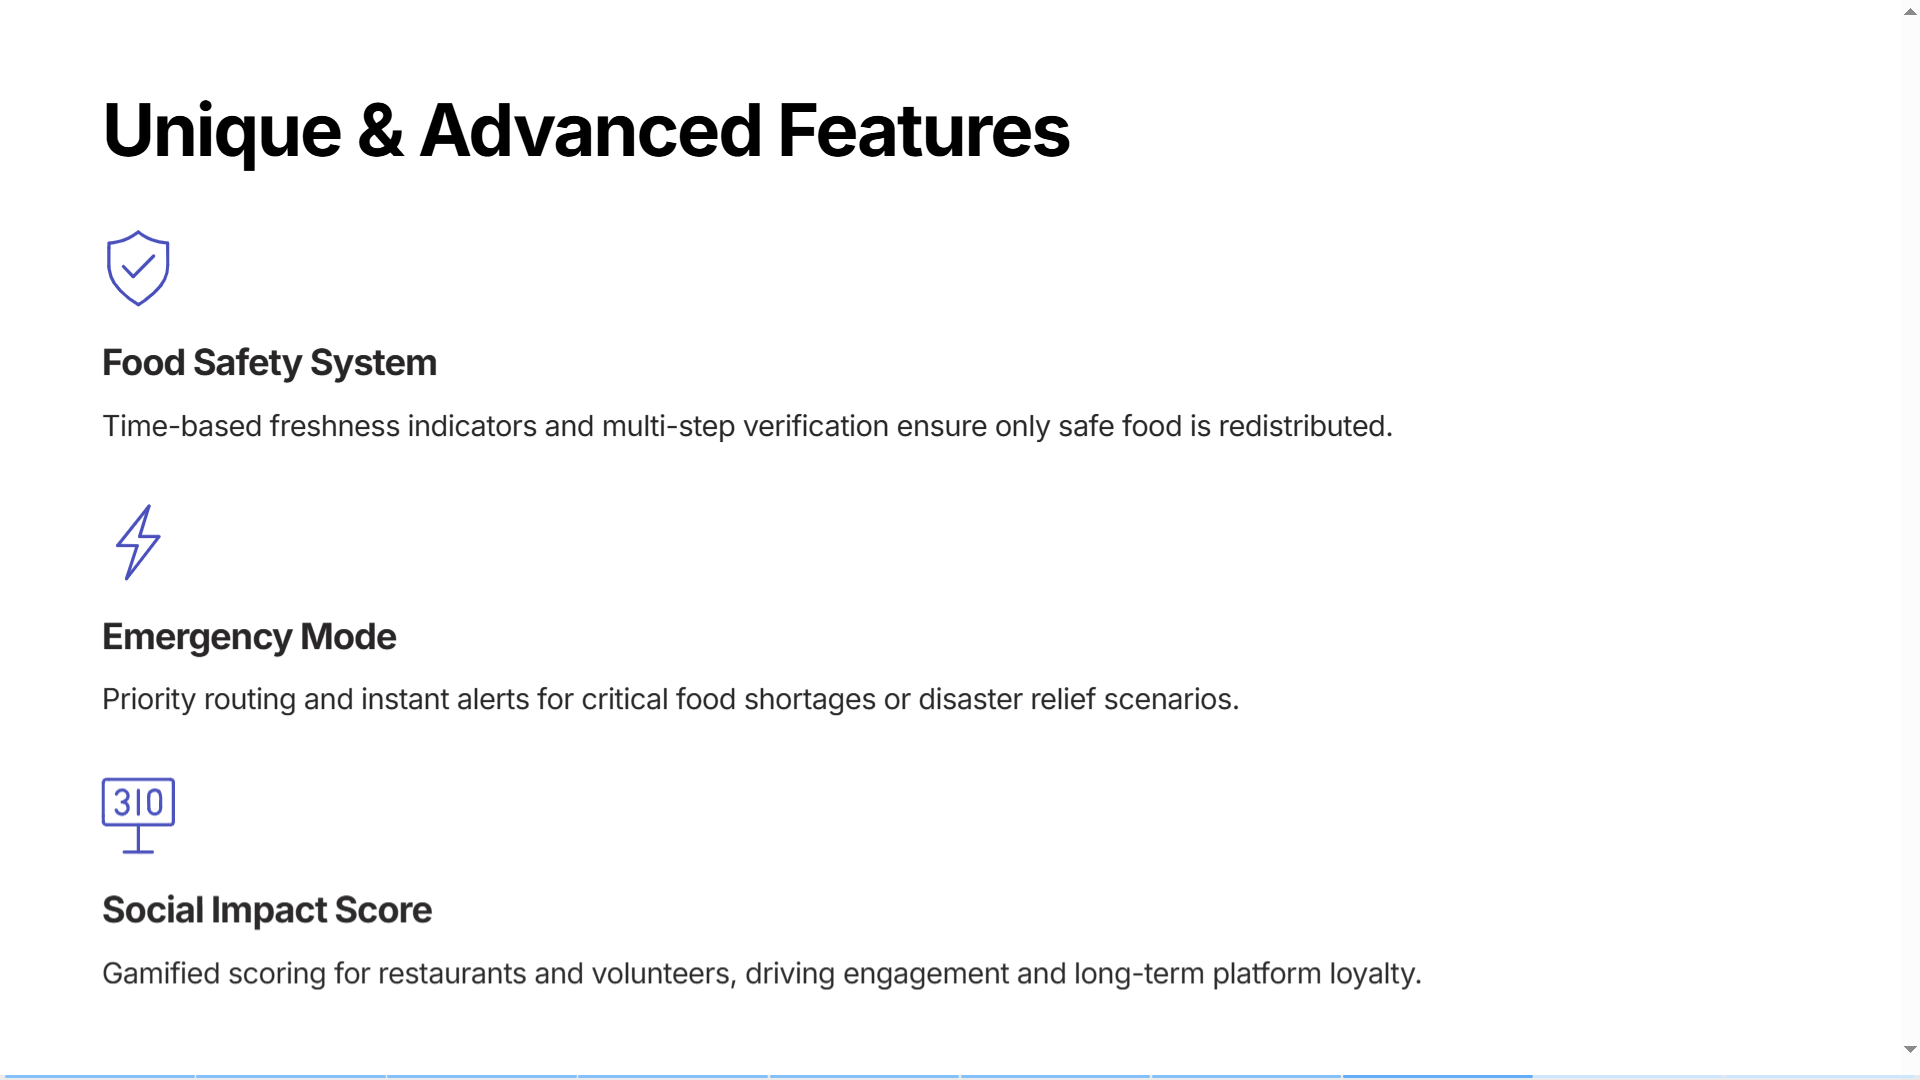 Unique & Advanced Features
Food Safety System
Time-based freshness indicators and multi-step verification ensure only safe food is redistributed.
Emergency Mode
Priority routing and instant alerts for critical food shortages or disaster relief scenarios.
310
Social Impact Score
Gamified scoring for restaurants and volunteers, driving engagement and long-term platform loyalty.